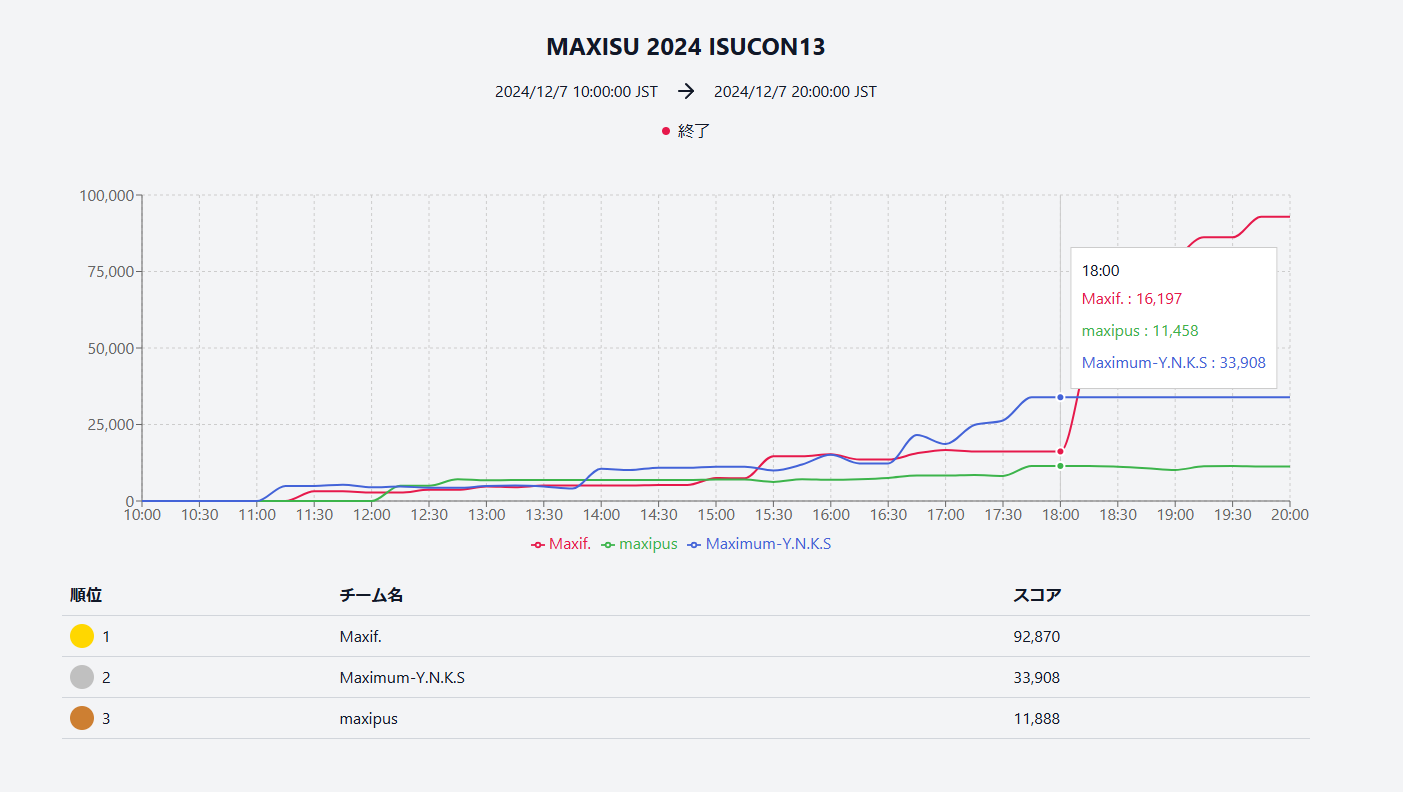 MAXISU 2024 ISUCON13
2024/12/7 10:00:00 JST → 2024/12/7 20:00:00 JST
終了
100,000
75,000
50,000
25,000
0
18:00
Maxif. : 16,197
maxipus : 11,458
Maximum-Y.N.K.S : 33,908
10:00 10:30 11:00 11:30 12:00 12:30 13:00 13:30 14:00 14:30 15:00 15:30 16:00 16:30 17:00 17:30 18:00 18:30 19:00 19:30 20:00
Maxif. maxipus Maximum-Y.N.K.S
順位 チーム名 スコア
1 Maxif. 92,870
2 Maximum-Y.N.K.S 33,908
3 maxipus 11,888